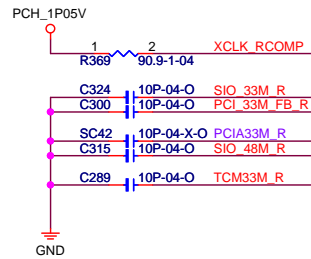 PCH_1P05V
1 2 XCLK_RCOMP
R369 90.9-1-04
C324 10P-04-O SIO_33M_R
C300 10P-04-O PCI_33M_FB_R
SC42 10P-04-X-O PCIA33M_R
C315 10P-04-O SIO_48M_R
C289 10P-04-O TCM33M_R
GND